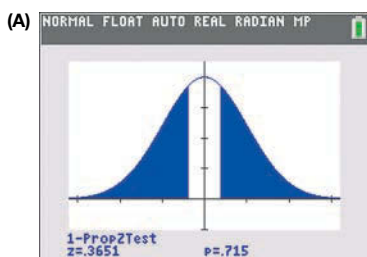 (A)
NORMAL FLOAT AUTO REAL RADIAN MP
1-PropZTest
z=.3651 p=.715